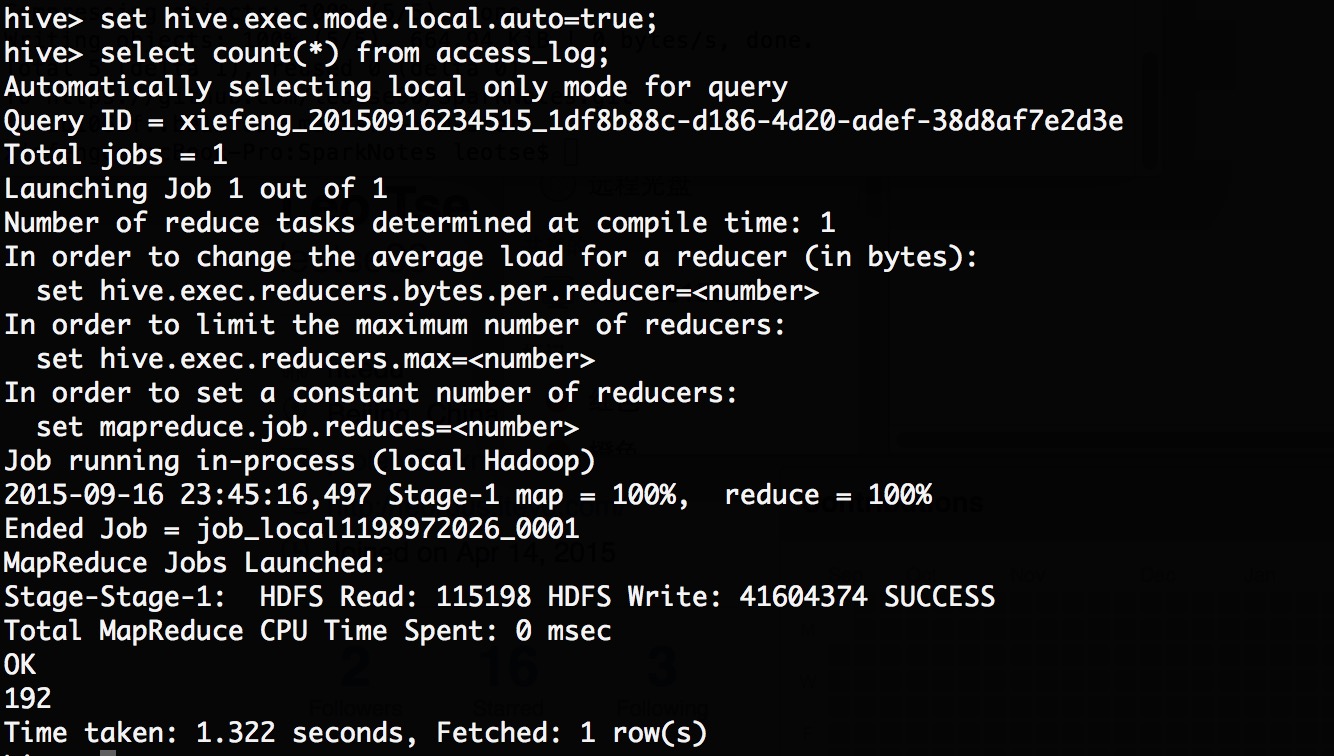 hive> set hive.exec.mode.local.auto=true;
hive> select count(*) from access_log;
Automatically selecting local only mode for query
Query ID = xiefeng_20150916234515_1df8b88c-d186-4d20-adef-38d8af7e2d3e
Total jobs = 1
Launching Job 1 out of 1
Number of reduce tasks determined at compile time: 1
In order to change the average load for a reducer (in bytes):
  set hive.exec.reducers.bytes.per.reducer=<number>
In order to limit the maximum number of reducers:
  set hive.exec.reducers.max=<number>
In order to set a constant number of reducers:
  set mapreduce.job.reduces=<number>
Job running in-process (local Hadoop)
2015-09-16 23:45:16,497 Stage-1 map = 100%,  reduce = 100%
Ended Job = job_local1198972026_0001
MapReduce Jobs Launched:
Stage-Stage-1:  HDFS Read: 115198 HDFS Write: 41604374 SUCCESS
Total MapReduce CPU Time Spent: 0 msec
OK
192
Time taken: 1.322 seconds, Fetched: 1 row(s)